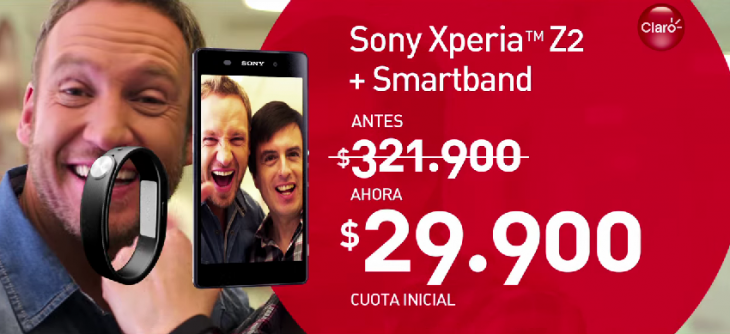 Claro
Sony Xperia™ Z2
+ Smartband
SONY
ANTES
$321.900
AHORA
$29.900
CUOTA INICIAL